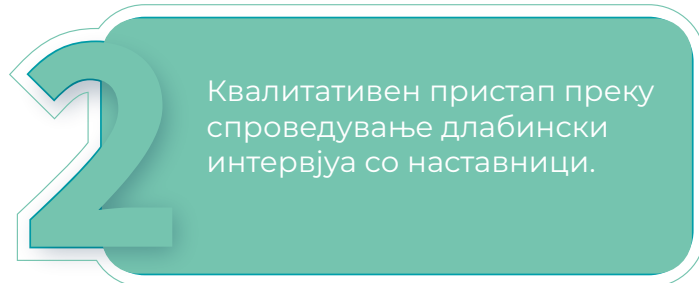 2
Квалитативен пристап преку
спроведување длабински
интервјуа со наставници.